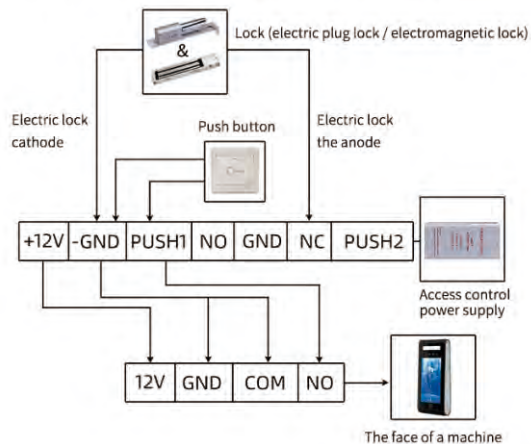 Lock (electric plug lock / electromagnetic lock)
&
Electric lock
cathode
Push button
Electric lock
the anode
+12V -GND PUSH1 NO GND NC PUSH2
Access control
power supply
12V GND COM NO
The face of a machine